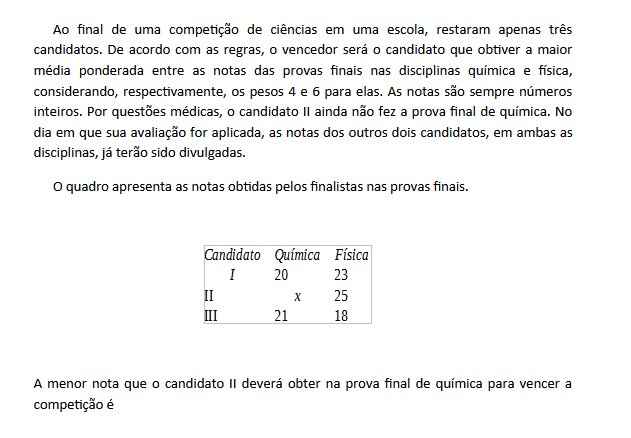 Ao final de uma competição de ciências em uma escola, restaram apenas três
candidatos. De acordo com as regras, o vencedor será o candidato que obtiver a maior
média ponderada entre as notas das provas finais nas disciplinas química e física,
considerando, respectivamente, os pesos 4 e 6 para elas. As notas são sempre números
inteiros. Por questões médicas, o candidato II ainda não fez a prova final de química. No
dia em que sua avaliação for aplicada, as notas dos outros dois candidatos, em ambas as
disciplinas, já terão sido divulgadas.
O quadro apresenta as notas obtidas pelos finalistas nas provas finais.
Candidato Química Física
I 20 23
II x 25
III 21 18
A menor nota que o candidato II deverá obter na prova final de química para vencer a
competição é